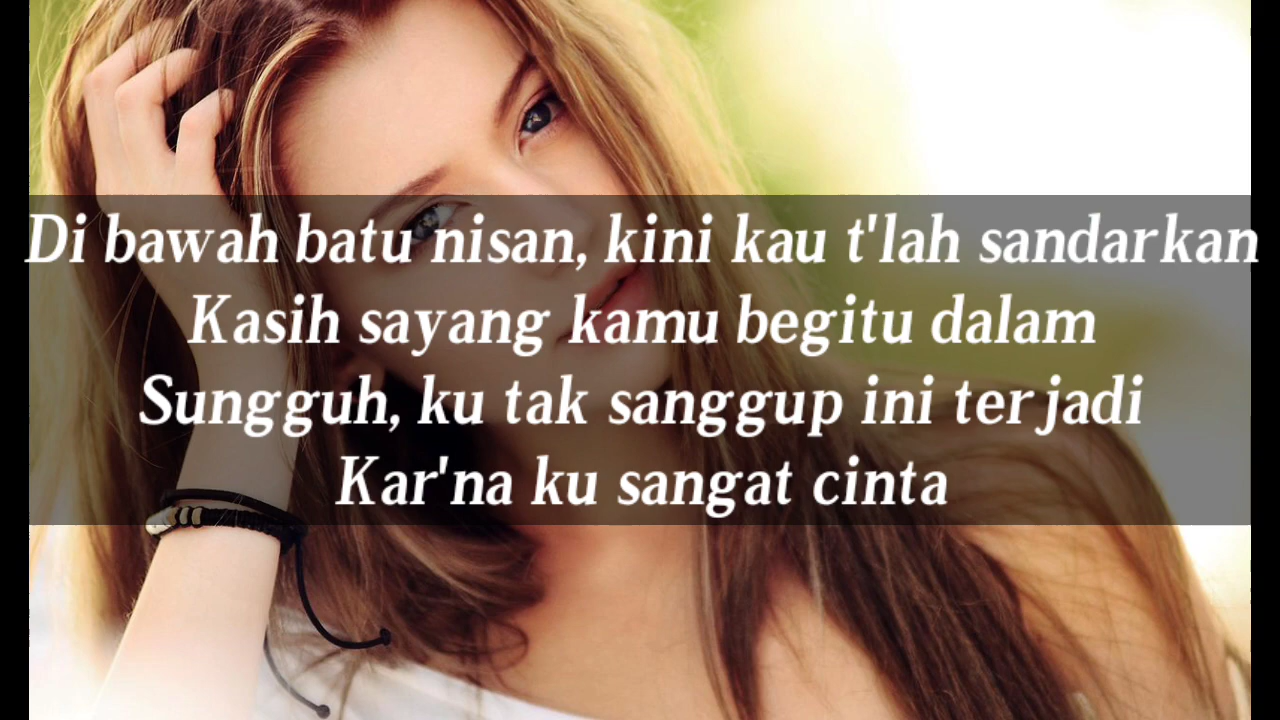 Di bawah batu nisan, kini kau t'lah sandarkan
Kasih sayang kamu begitu dalam
Sungguh, ku tak sanggup ini terjadi
Kar'na ku sangat cinta